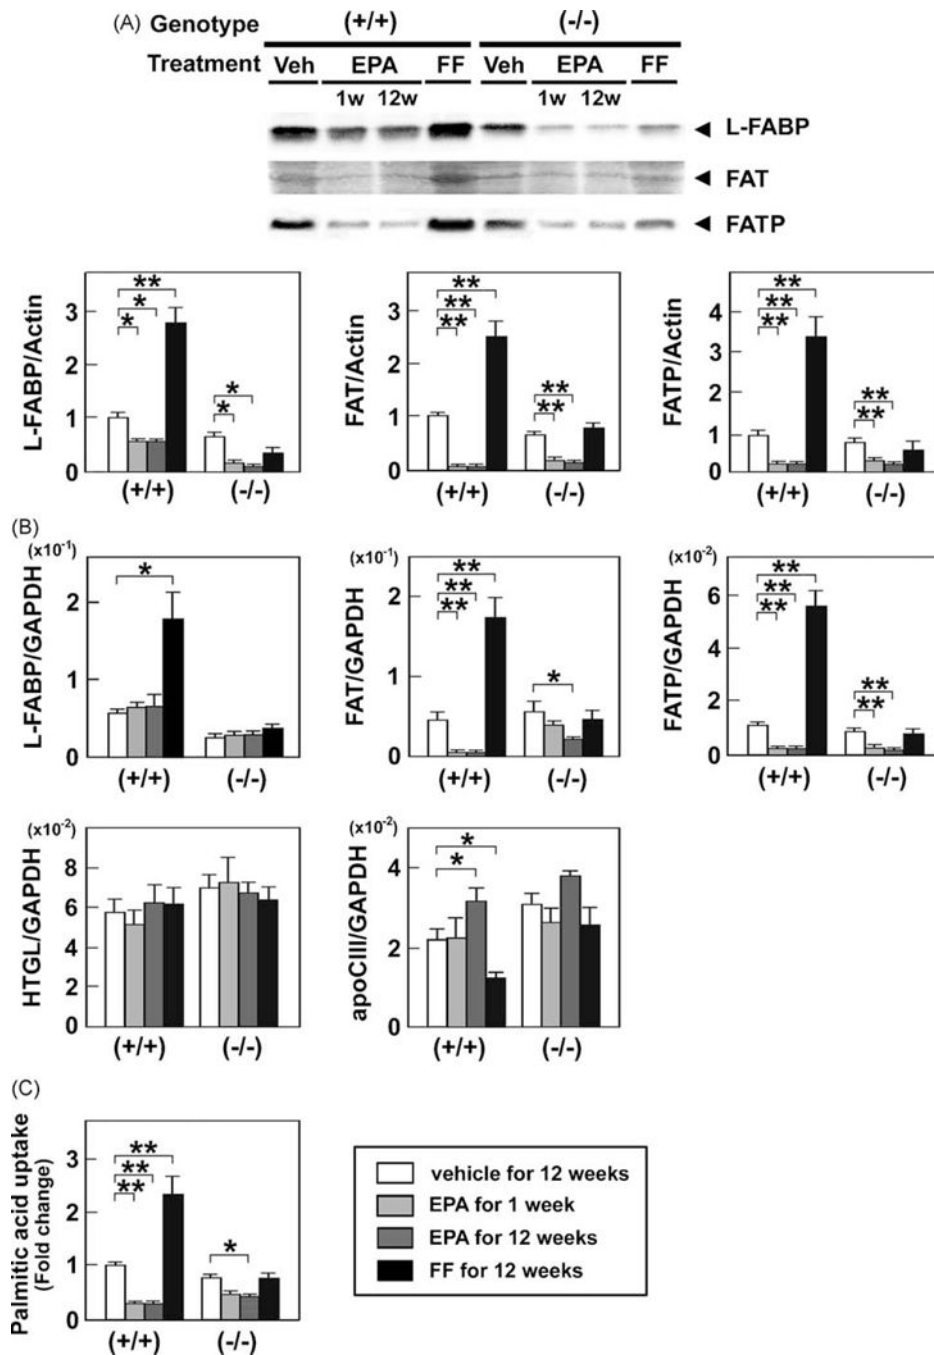 (A) Genotype (+/+) (-/-)
Treatment Veh EPA FF Veh EPA FF
1w 12w 1w 12w
◄ L-FABP
◄ FAT
◄ FATP
L-FABP/Actin
3
2
1
0
** 
*
*
*
*
(+/+) (-/-)
FAT/Actin
3
2
1
0
**
**
**
**
**
(+/+) (-/-)
FATP/Actin
4
3
2
1
0
**
**
**
**
**
(+/+) (-/-)
(B)
L-FABP/GAPDH
(x10⁻¹)
2
1
0
*
(+/+) (-/-)
FAT/GAPDH
(x10⁻¹)
2
1
0
**
**
**
*
(+/+) (-/-)
FATP/GAPDH
(x10⁻²)
6
4
2
0
**
**
**
**
**
(+/+) (-/-)
HTGL/GAPDH
(x10⁻²)
8
6
4
2
0
(+/+) (-/-)
apoCIII/GAPDH
(x10⁻²)
4
2
0
*
*
(+/+) (-/-)
(C)
Palmitic acid uptake
(Fold change)
3
2
1
0
**
**
**
*
(+/+) (-/-)
vehicle for 12 weeks
EPA for 1 week
EPA for 12 weeks
FF for 12 weeks